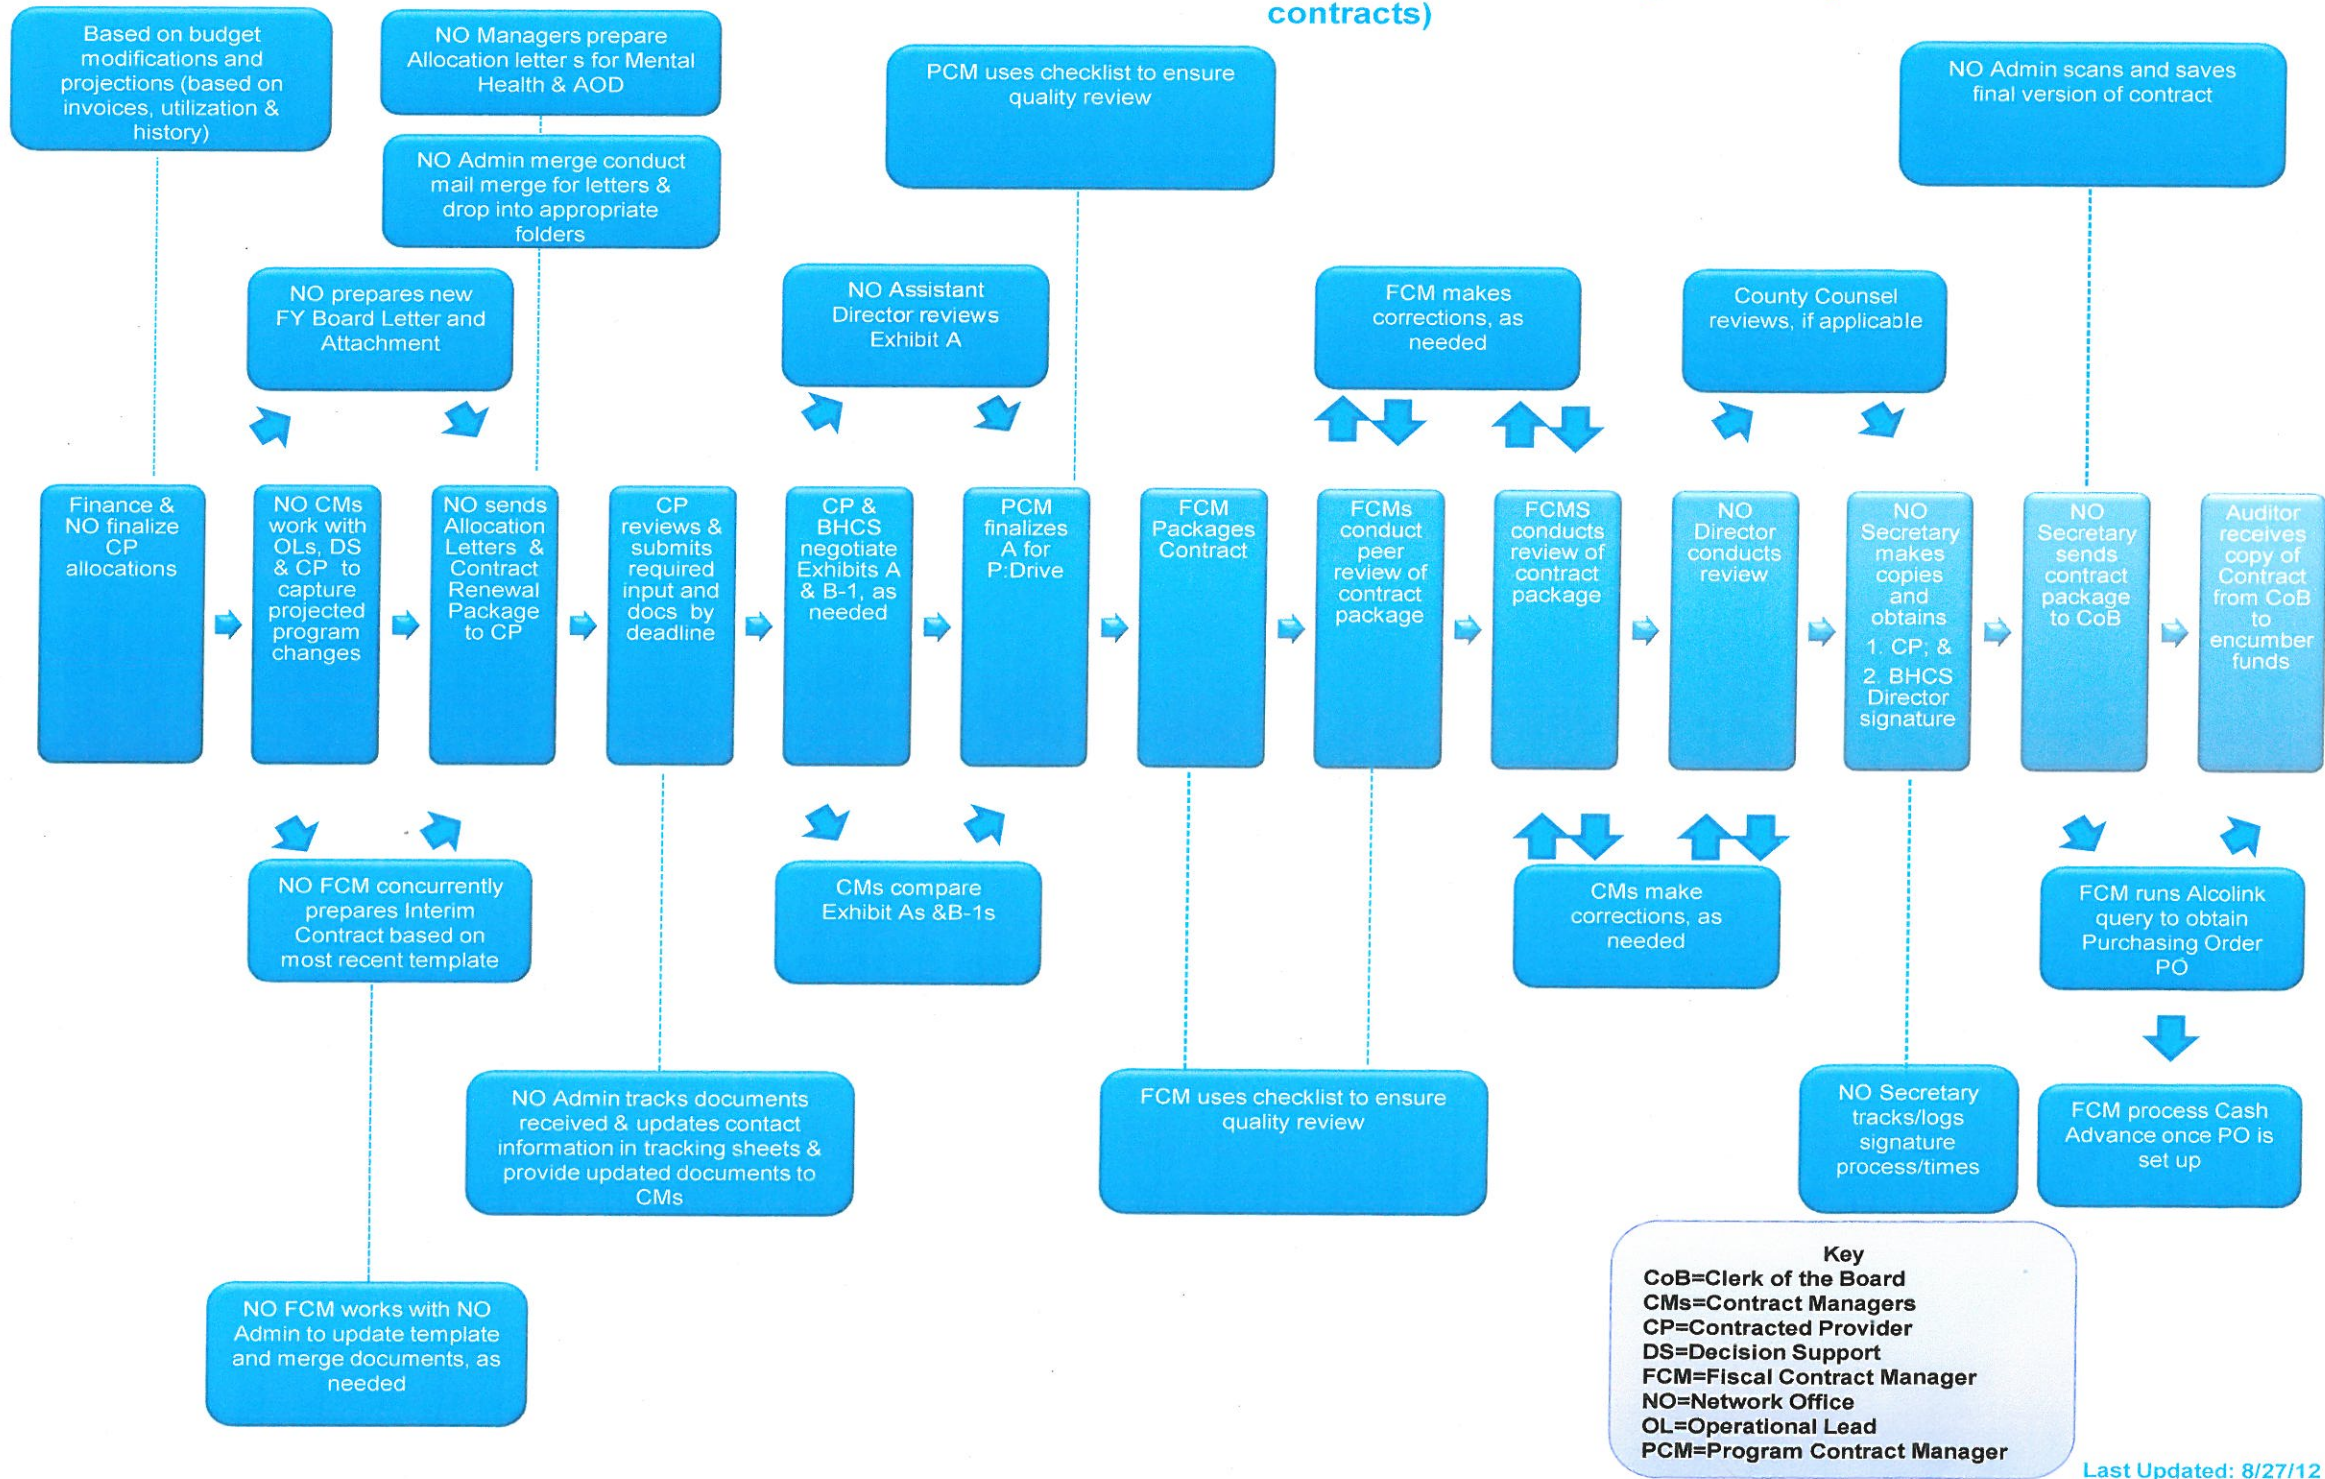 contracts)
Based on budget
modifications and
projections (based on
invoices, utilization &
history)
NO Managers prepare
Allocation letter s for Mental
Health & AOD
NO Admin merge conduct
mail merge for letters &
drop into appropriate
folders
PCM uses checklist to ensure
quality review
NO Admin scans and saves
final version of contract
NO prepares new
FY Board Letter and
Attachment
NO Assistant
Director reviews
Exhibit A
FCM makes
corrections, as
needed
County Counsel
reviews, if applicable
Finance &
NO finalize
CP
allocations
NO CMs
work with
OLs, DS
& CP to
capture
projected
program
changes
NO sends
Allocation
Letters &
Contract
Renewal
Package
to CP
CP
reviews &
submits
required
input and
docs by
deadline
CP &
BHCS
negotiate
Exhibits A
& B-1, as
needed
PCM
finalizes
A for
P:Drive
FCM
Packages
Contract
FCMs
conduct
peer
review of
contract
package
FCMS
conducts
review of
contract
package
NO
Director
conducts
review
NO
Secretary
makes
copies
and
obtains
1. CP; &
2. BHCS
Director
signature
NO
Secretary
sends
contract
package
to CoB
Auditor
receives
copy of
Contract
from CoB
to
encumber
funds
NO FCM concurrently
prepares Interim
Contract based on
most recent template
CMs compare
Exhibit As &B-1s
CMs make
corrections, as
needed
FCM runs Alcolink
query to obtain
Purchasing Order
PO
NO Admin tracks documents
received & updates contact
information in tracking sheets &
provide updated documents to
CMs
FCM uses checklist to ensure
quality review
NO Secretary
tracks/logs
signature
process/times
FCM process Cash
Advance once PO is
set up
NO FCM works with NO
Admin to update template
and merge documents, as
needed
Key
CoB=Clerk of the Board
CMs=Contract Managers
CP=Contracted Provider
DS=Decision Support
FCM=Fiscal Contract Manager
NO=Network Office
OL=Operational Lead
PCM=Program Contract Manager
Last Updated: 8/27/12